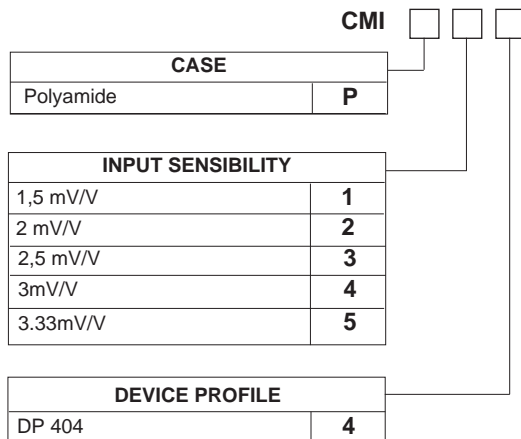 CMI
CASE
Polyamide P
INPUT SENSIBILITY
1,5 mV/V 1
2 mV/V 2
2,5 mV/V 3
3mV/V 4
3.33mV/V 5
DEVICE PROFILE
DP 404 4